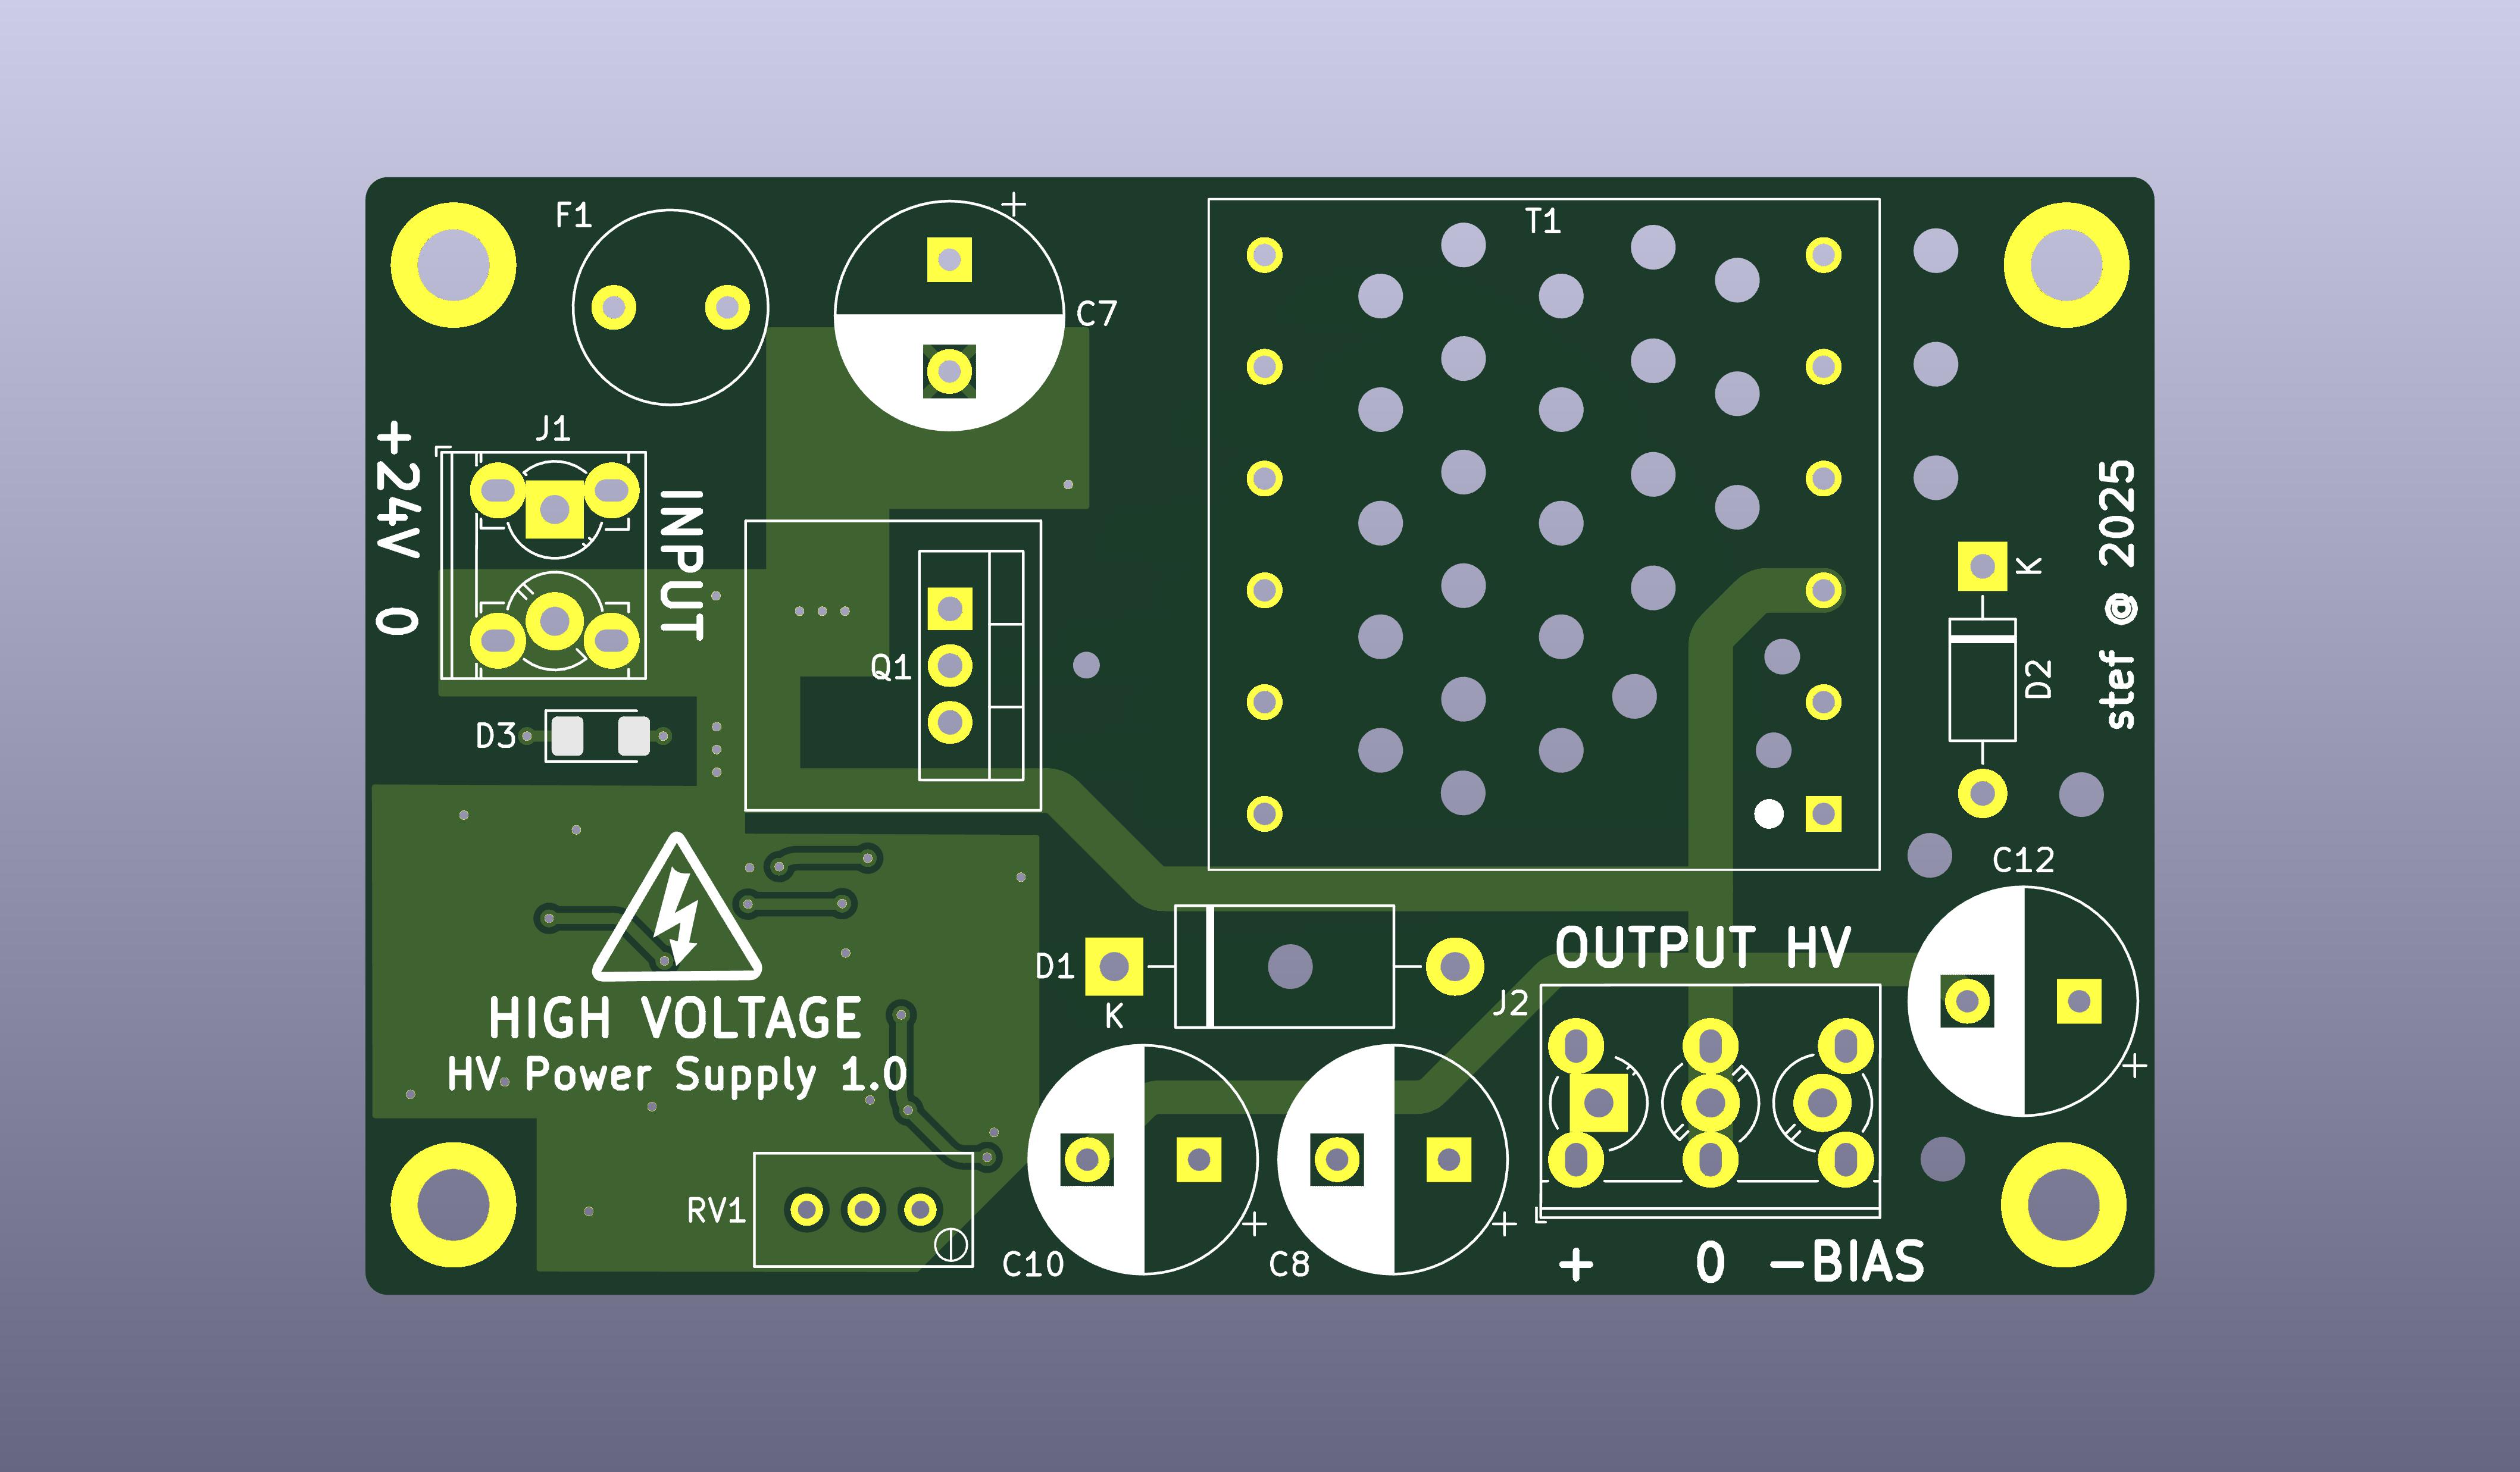 F1
+
T1
C7
J1
+24V 0
INPUT
stef @ 2025
K
Q1
D2
D3
C12
OUTPUT HV
D1
K
J2
HIGH VOLTAGE
HV Power Supply 1.0
+
RV1
+
+
C10
C8
+ 0 -BIAS